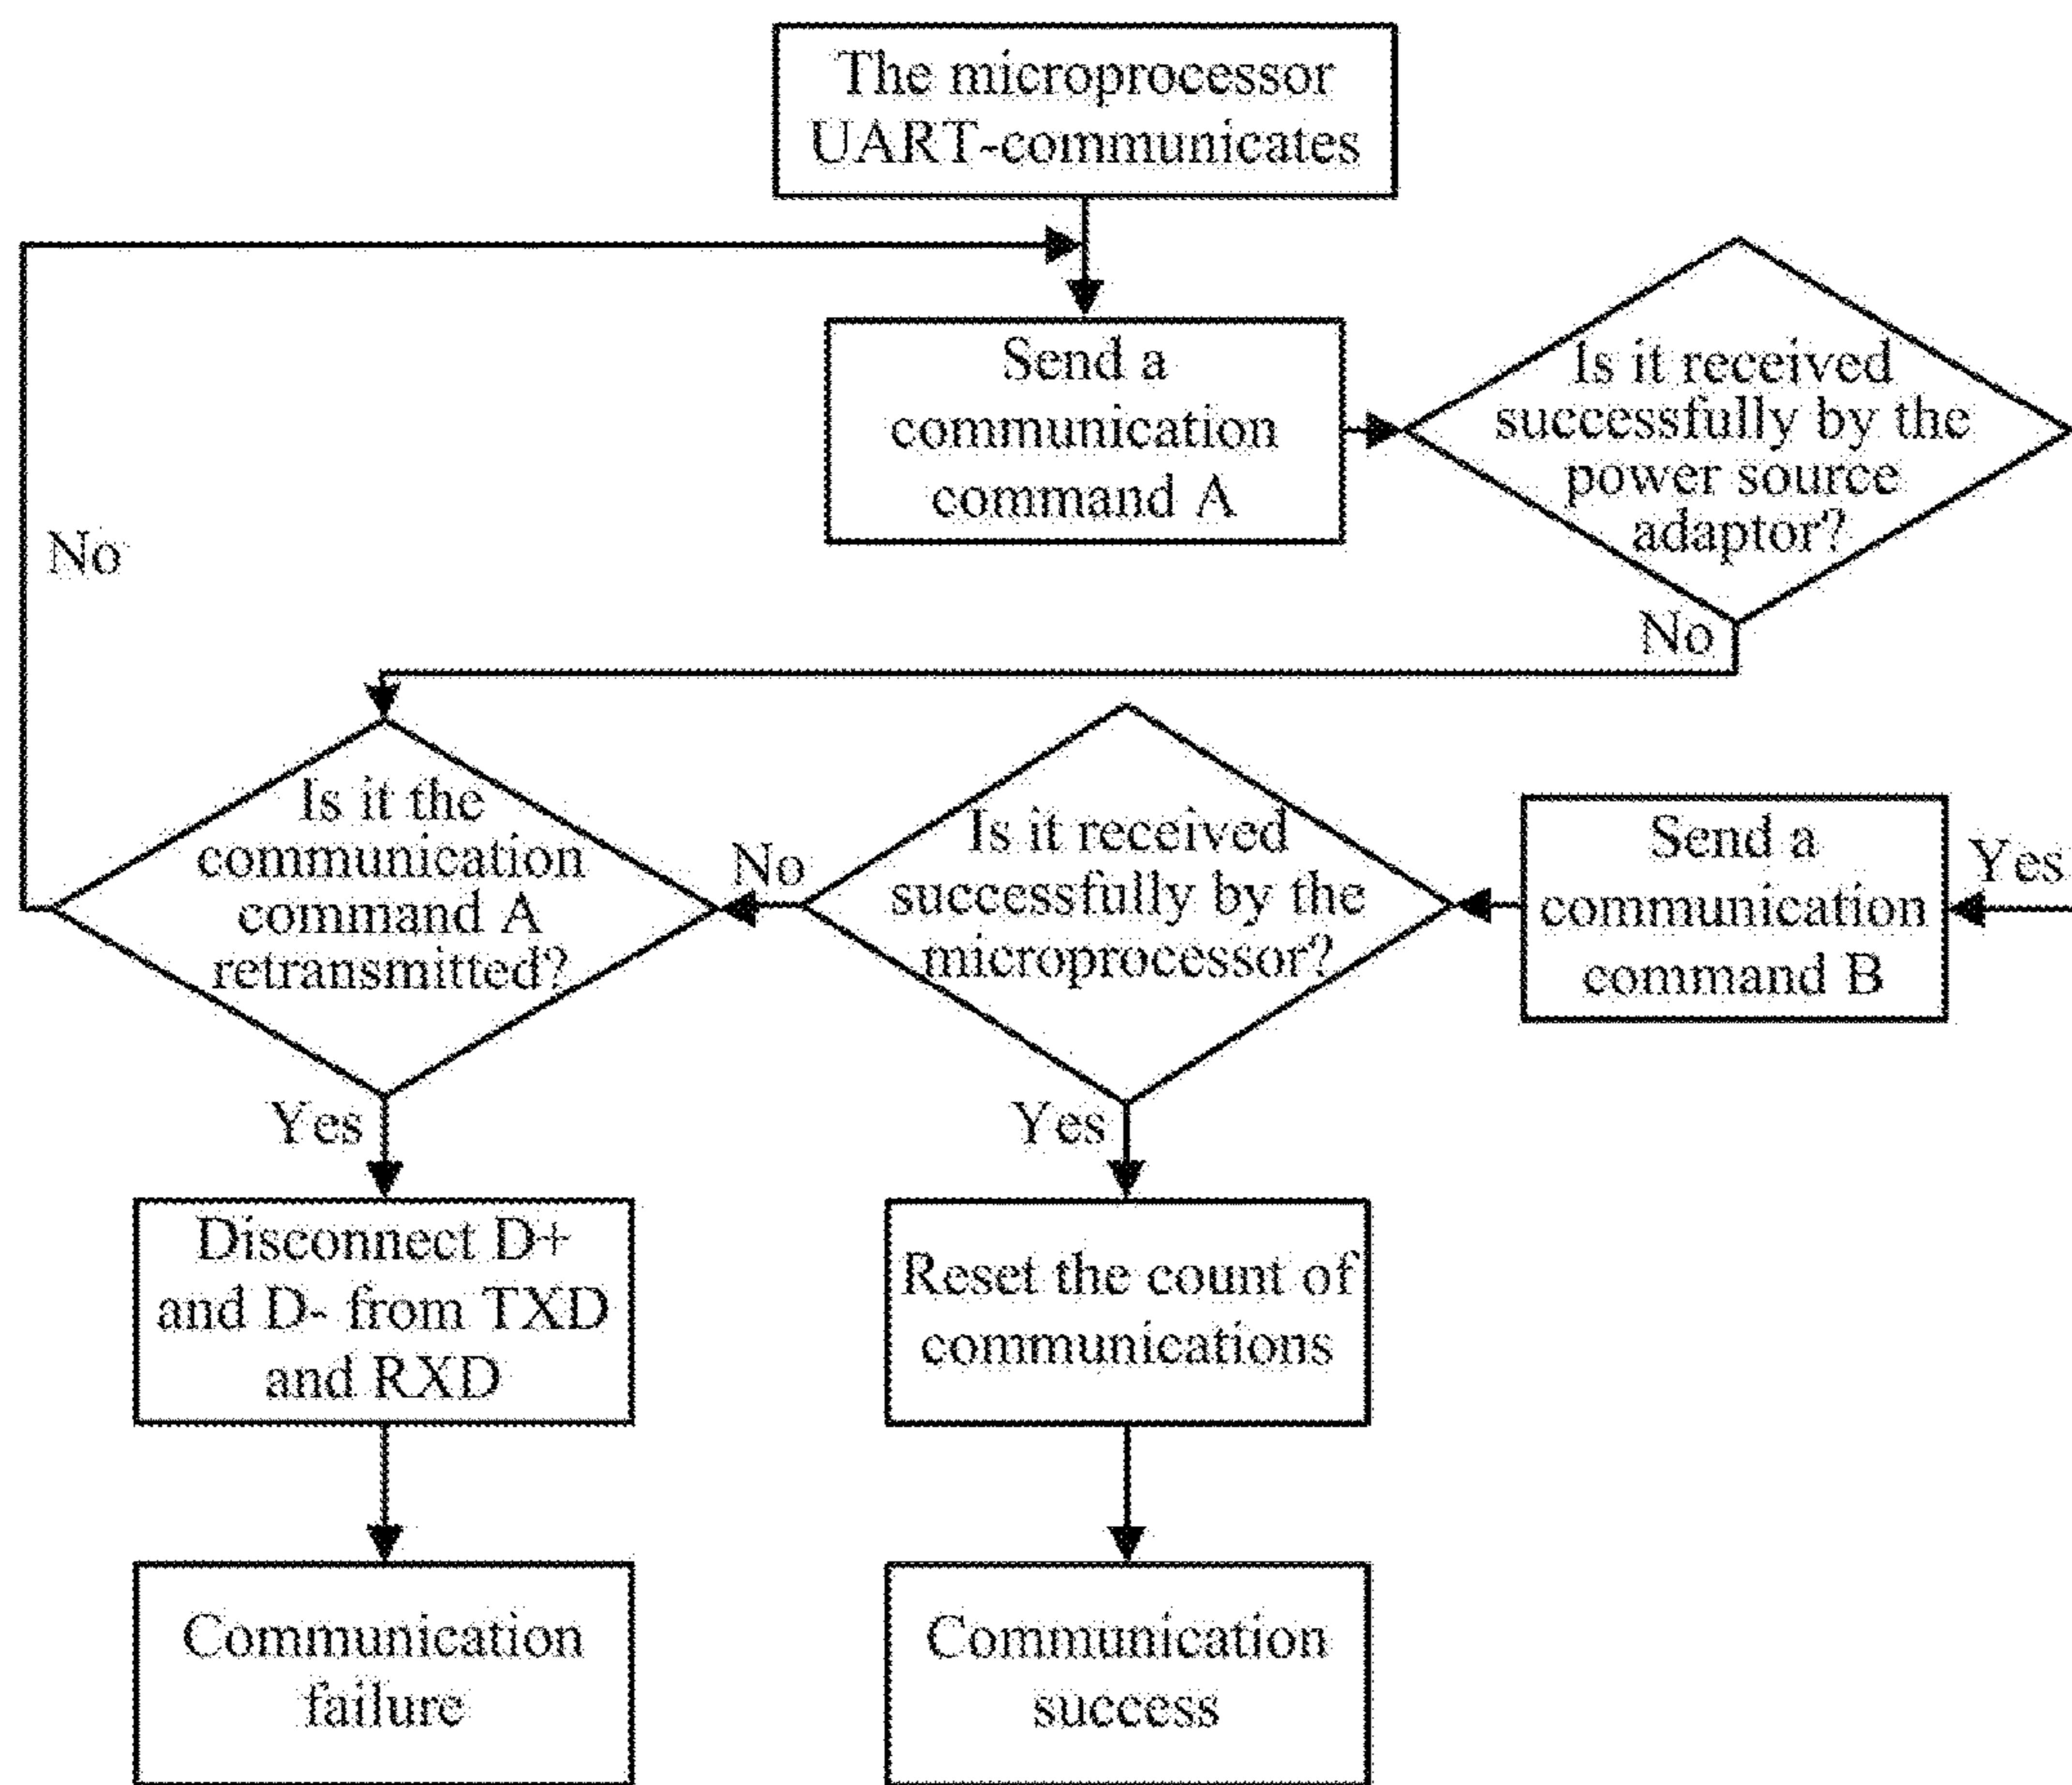 The microprocessor
UART-communicates
Send a
communication
command A
Is it received
successfully by the
power source
adaptor?
No
No
Is it the
communication
command A
retransmitted?
No
Is it received
successfully by the
microprocessor?
Send a
communication
command B
Yes
Yes
Yes
Disconnect D+
and D- from TXD
and RXD
Reset the count of
communications
Communication
failure
Communication
success